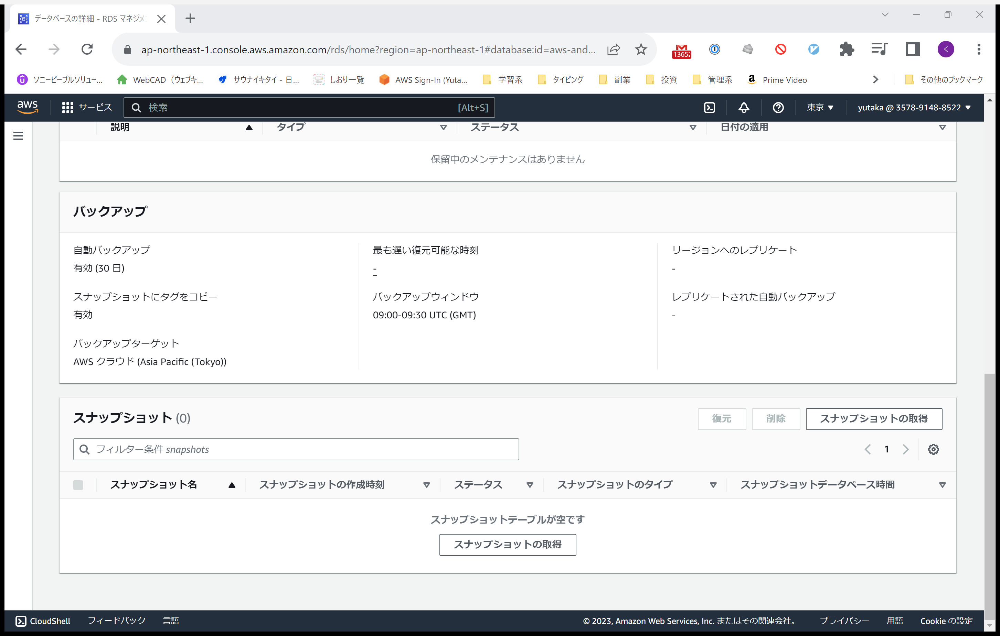 データベースの詳細 - RDS マネジメ
ap-northeast-1.console.aws.amazon.com/rds/home?region=ap-northeast-1#database:id=aws-and...
13652
ソニーピープルソリュー...
WebCAD（ウェブキ...
サウナイキタイ - 日...
しおり一覧
AWS Sign-In (Yuta...
学習系
タイピング
副業
投資
管理系
Prime Video
その他のブックマーク
aws
サービス
検索
[Alt+S]
東京
yutaka @ 3578-9148-8522
説明
タイプ
ステータス
日付の適用
保留中のメンテナンスはありません
バックアップ
自動バックアップ
有効 (30 日)
スナップショットにタグをコピー
有効
バックアップターゲット
AWS クラウド (Asia Pacific (Tokyo))
最も遅い復元可能な時刻
-
バックアップウィンドウ
09:00-09:30 UTC (GMT)
リージョンへのレプリケート
-
レプリケートされた自動バックアップ
-
スナップショット (0)
復元
削除
スナップショットの取得
フィルター条件 snapshots
1
スナップショット名
スナップショットの作成時刻
ステータス
スナップショットのタイプ
スナップショットデータベース時間
スナップショットテーブルが空です
スナップショットの取得
CloudShell
フィードバック
言語
© 2023, Amazon Web Services, Inc. またはその関連会社。
プライバシー
用語
Cookie の設定